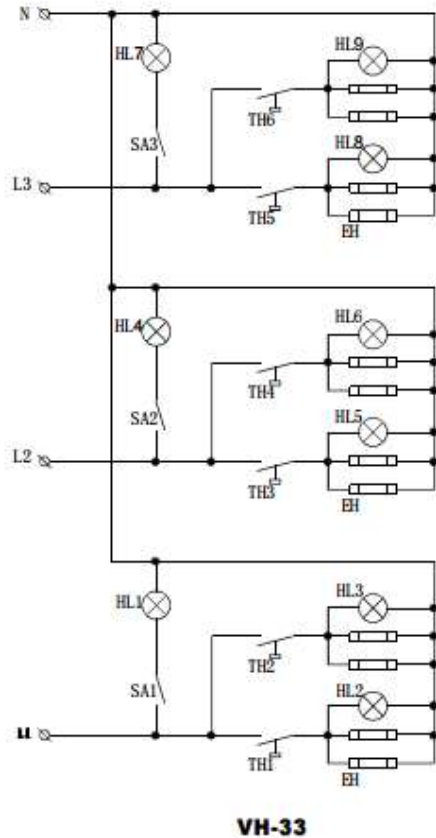 N
HL7
HL9
TH6
SA3
HL8
L3
TH5
EH
HL4
HL6
TH4
SA2
HL5
L2
TH3
EH
HL1
HL3
TH2
SA1
HL2
L1
TH1
EH
VH-33